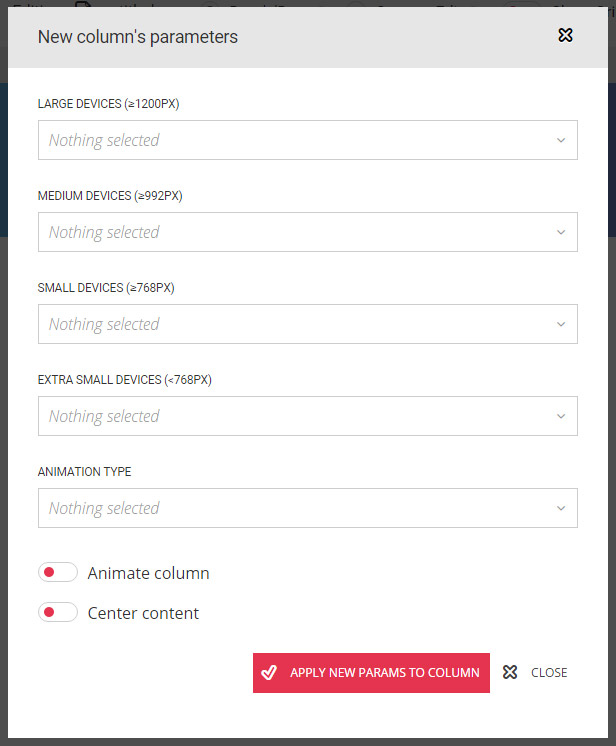 New column's parameters
LARGE DEVICES (≥1200PX)
Nothing selected
MEDIUM DEVICES (≥992PX)
Nothing selected
SMALL DEVICES (≥768PX)
Nothing selected
EXTRA SMALL DEVICES (<768PX)
Nothing selected
ANIMATION TYPE
Nothing selected
Animate column
Center content
APPLY NEW PARAMS TO COLUMN CLOSE